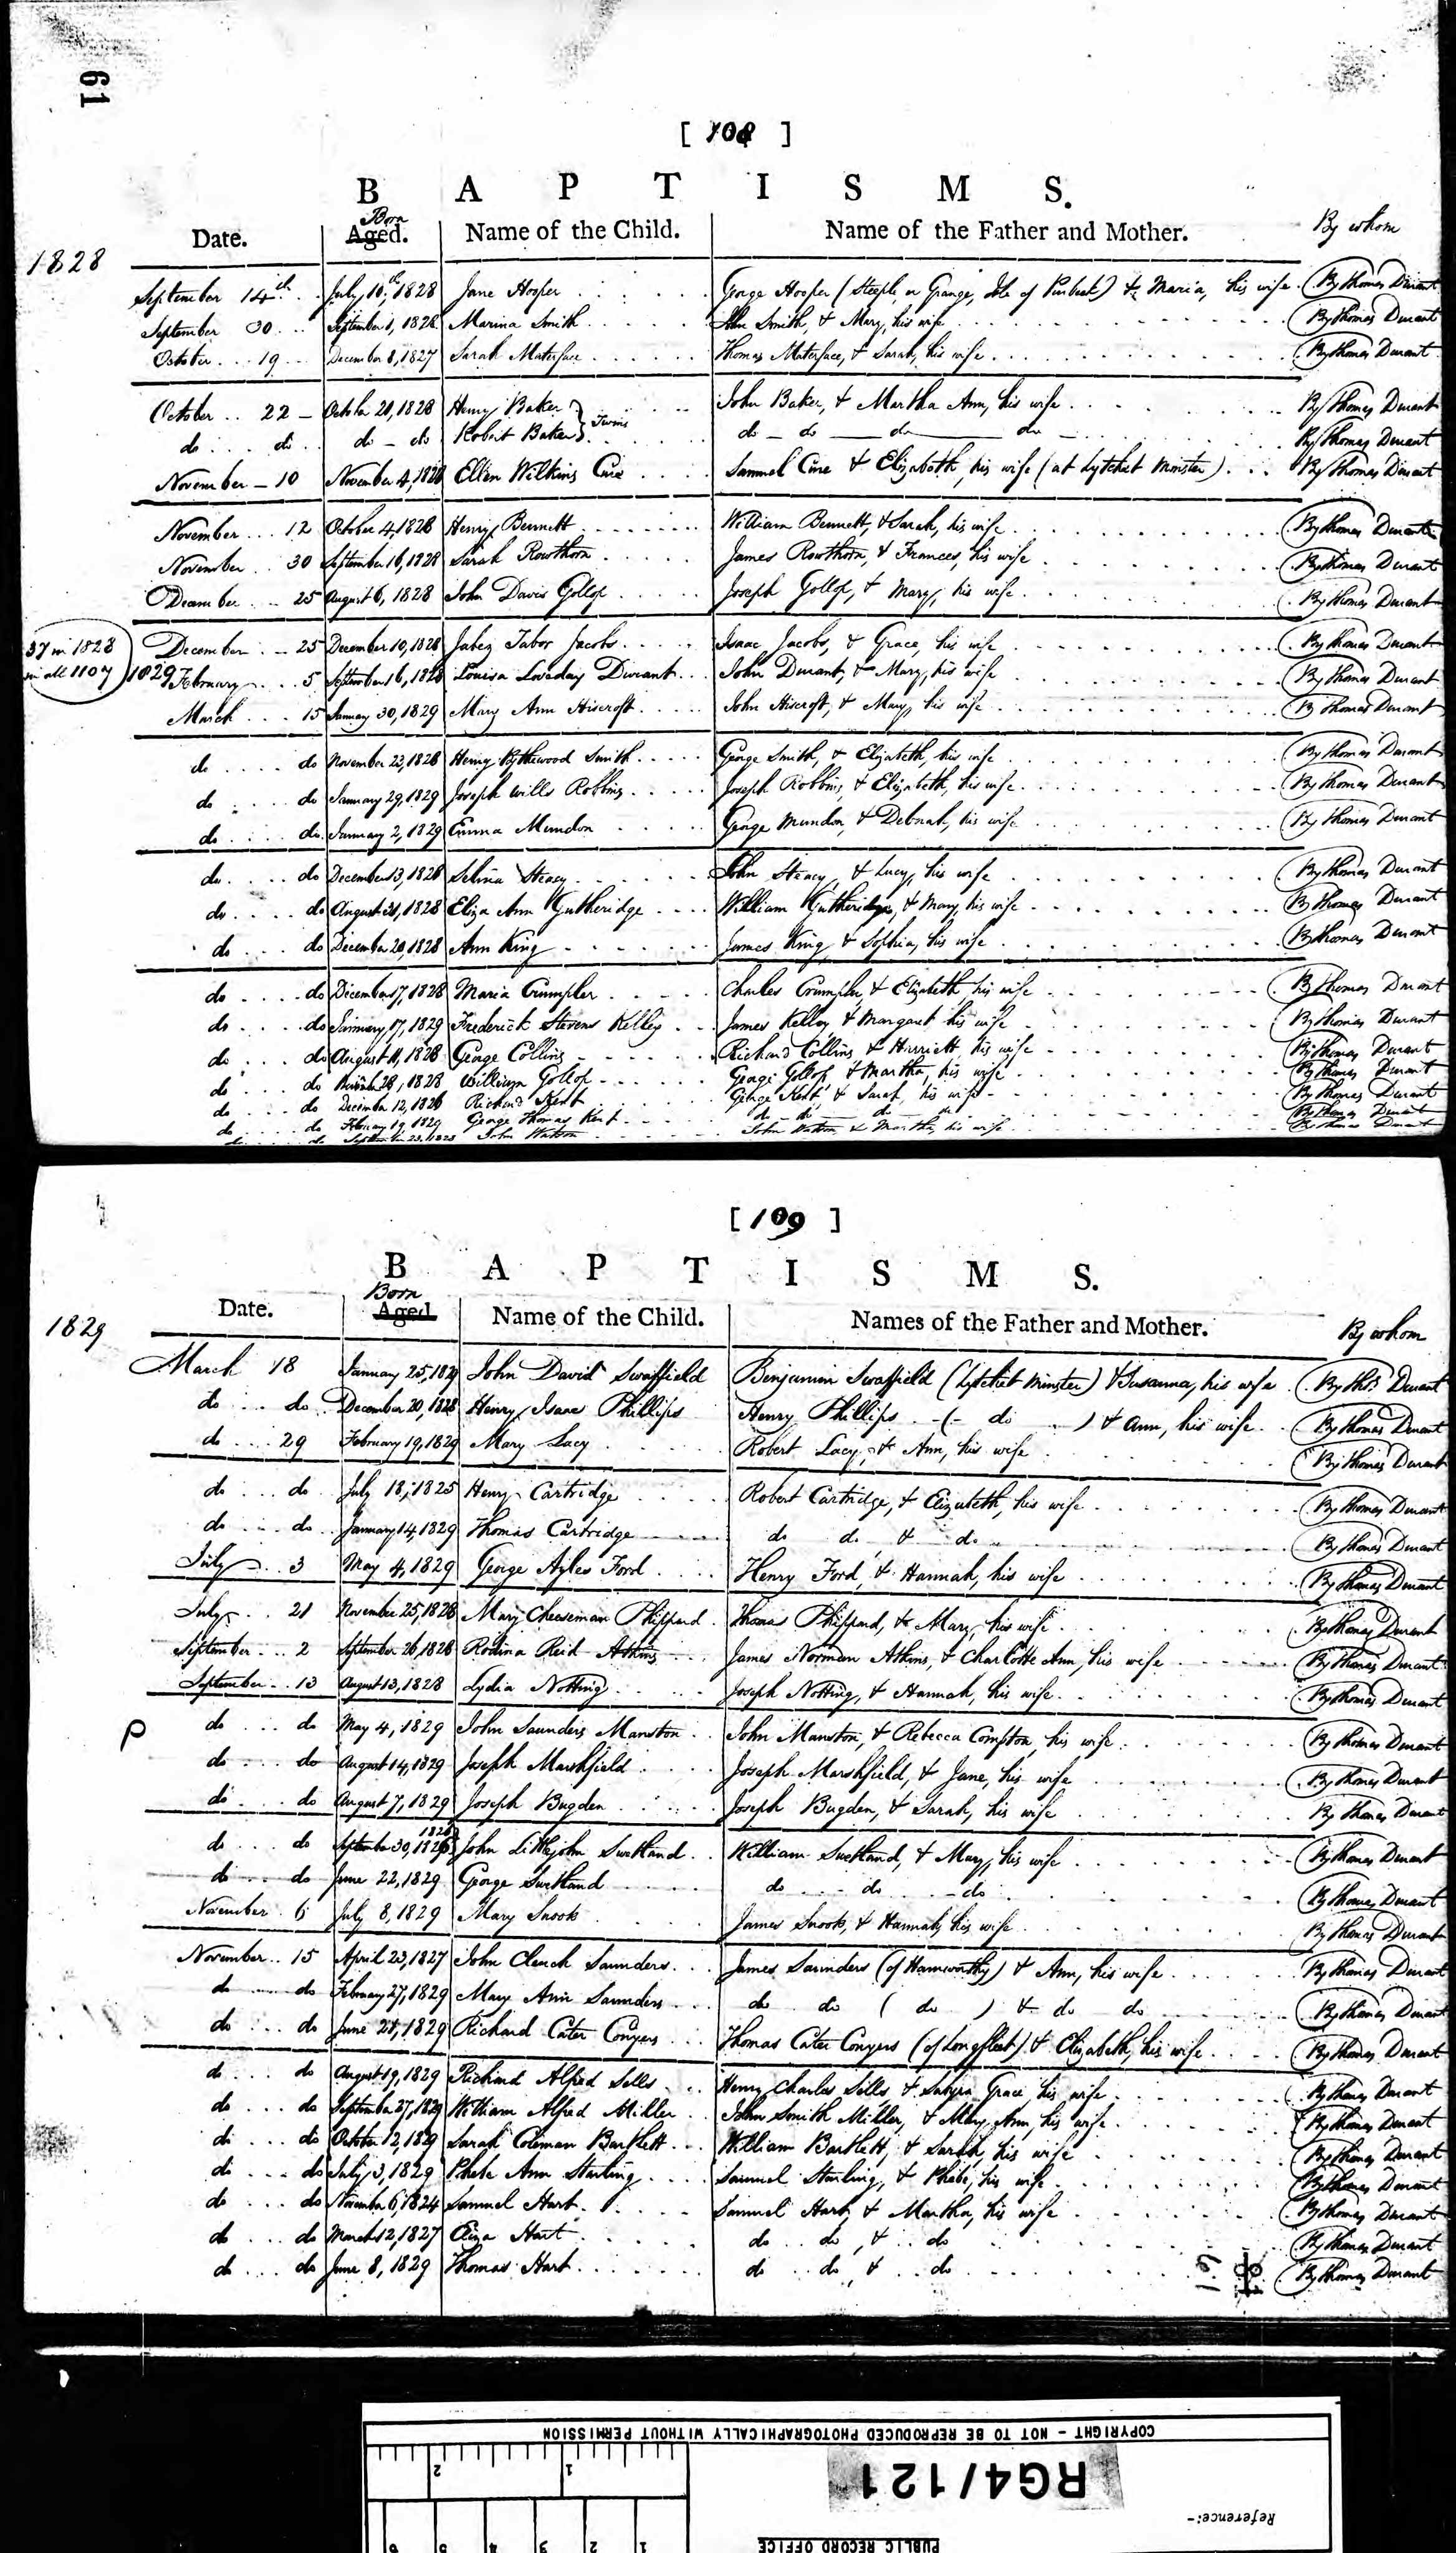 61
[ 108 ]
B A P T I S M S.
Born
Date. Aged. Name of the Child. Name of the Father and Mother. By whom
1828
September 14th July 10th, 1828 Jane Hooper George Hooper (Steeple or Grange, Isle of Purbeck) & Maria, his wife. By Thomas Durant
September 30 September 1, 1828 Marina Smith John Smith, & Mary, his wife By Thomas Durant
October 19 December 8, 1827 Sarah Materface Thomas Materface, & Sarah, his wife By Thomas Durant
October 22 October 21, 1828 Henry Baker } Twins John Baker, & Martha Ann, his wife By Thomas Durant
do do do - do Robert Baker } do - do do do By Thomas Durant
November - 10 November 4, 1828 Ellen Wilkins Cure Samuel Cure & Elizabeth, his wife (at Lytchet Minster) By Thomas Durant
November 12 October 4, 1828 Henry Bennett William Bennett, & Sarah, his wife By Thomas Durant
November 30 September 16, 1828 Sarah Rowthorn James Rowthorn, & Frances, his wife By Thomas Durant
December 25 August 6, 1828 John Davis Gollop Joseph Gollop, & Mary, his wife By Thomas Durant
37 in 1828 December 25 December 10, 1828 Jabez Tabor Jacobs Isaac Jacobs, & Grace, his wife By Thomas Durant
in all 1107 1829 February 5 September 16, 1828 Louisa Loveday Durant John Durant, & Mary, his wife By Thomas Durant
March 15 January 30, 1829 Mary Ann Hiscroft John Hiscroft, & Mary, his wife By Thomas Durant
do do November 23, 1828 Henry Bythewood Smith George Smith, & Elizabeth, his wife By Thomas Durant
do do January 29, 1829 Joseph Wills Robbins Joseph Robbins, & Elizabeth, his wife By Thomas Durant
do do January 2, 1829 Emma Mundon George Mundon, & Deborah, his wife By Thomas Durant
do do December 13, 1828 Selina Steacy John Steacy, & Lucy, his wife By Thomas Durant
do do August 31, 1828 Eliza Ann Gutheridge William Gutheridge, & Mary, his wife By Thomas Durant
do do December 20, 1828 Ann King James King & Sophia, his wife By Thomas Durant
do do December 17, 1828 Maria Crumpler Charles Crumpler, & Elizabeth, his wife By Thomas Durant
do do January 17, 1829 Frederick Stevens Kelley James Kelley & Margaret his wife By Thomas Durant
do do August 11, 1828 George Collins Richard Collins & Harriett his wife By Thomas Durant
do do 28, 1828 William Gollop George Gollop & Martha, his wife By Thomas Durant
do do December 12, 1826 Richard Kent George Kent & Sarah, his wife By Thomas Durant
do do February 19, 1829 George Thomas Kent do do do do By Thomas Durant
do do September 23, 1828 John Watson John Watson & Martha, his wife By Thomas Durant
[ 109 ]
B A P T I S M S.
Born
Date. Aged Name of the Child. Names of the Father and Mother. By whom
1829
March 18 January 25, 1829 John David Swaffield Benjamin Swaffield (Lytchet Minster) & Susanna, his wife By Thos. Durant
do do December 20, 1828 Henry Isaac Phillips Henry Phillips (- do ) & Ann, his wife By Thomas Durant
do 29 February 19, 1829 Mary Lacy Robert Lacy, & Ann, his wife By Thomas Durant
do do July 18, 1825 Henry Cartridge Robert Cartridge, & Elizabeth, his wife By Thomas Durant
do do January 14, 1829 Thomas Cartridge do do, & do By Thomas Durant
July 3 May 4, 1829 George Ayles Ford Henry Ford, & Hannah, his wife By Thomas Durant
July 21 November 25, 1828 Mary Cheeseman Phippard Thomas Phippard, & Mary, his wife By Thomas Durant
September 2 September 26, 1828 Rodina Reid Atkins James Norman Atkins, & Charlotte Ann, his wife By Thomas Durant
September 13 August 13, 1828 Lydia Notting Joseph Notting, & Hannah, his wife By Thomas Durant
P do do May 4, 1829 John Saunders Manston John Manston, & Rebecca Compton, his wife By Thomas Durant
do do August 14, 1829 Joseph Marshfield Joseph Marshfield, & Jane, his wife By Thomas Durant
do do August 7, 1829 Joseph Bugden Joseph Bugden, & Sarah, his wife By Thomas Durant
do do September 30, 1826 John Littlejohn Swetland William Swetland, & Mary, his wife By Thomas Durant
do do June 22, 1829 George Swetland do do do By Thomas Durant
November 6 July 8, 1829 Mary Snook James Snook, & Hannah, his wife By Thomas Durant
November 15 April 23, 1827 John Clench Saunders James Saunders (of Hamworthy) & Ann, his wife By Thomas Durant
do do February 27, 1829 Mary Ann Saunders do do ( do ) & do do By Thomas Durant
do do June 21, 1829 Richard Cater Conyers Thomas Cater Conyers (of Longfleet) & Elizabeth, his wife By Thomas Durant
do do August 19, 1829 Richard Alfred Sells Henry Charles Sells & Sabyra Grace, his wife By Thomas Durant
do do September 27, 1829 William Alfred Miller John Smith Miller, & Mary Ann, his wife By Thomas Durant
do do October 12, 1829 Sarah Coleman Bartlett William Bartlett, & Sarah, his wife By Thomas Durant
do do July 3, 1829 Phebe Ann Starling Samuel Starling, & Phebe, his wife By Thomas Durant
do do November 6, 1824 Samuel Hart Samuel Hart, & Martha, his wife By Thomas Durant
do do March 12, 1827 Eliza Hart do do, & do By Thomas Durant
do do June 8, 1829 Thomas Hart do do, & do By Thomas Durant
61
COPYRIGHT - NOT TO BE REPRODUCED PHOTOGRAPHICALLY WITHOUT PERMISSION
RG4/121
Reference:-
PUBLIC RECORD OFFICE
1 2
1 2 3 4 5 6